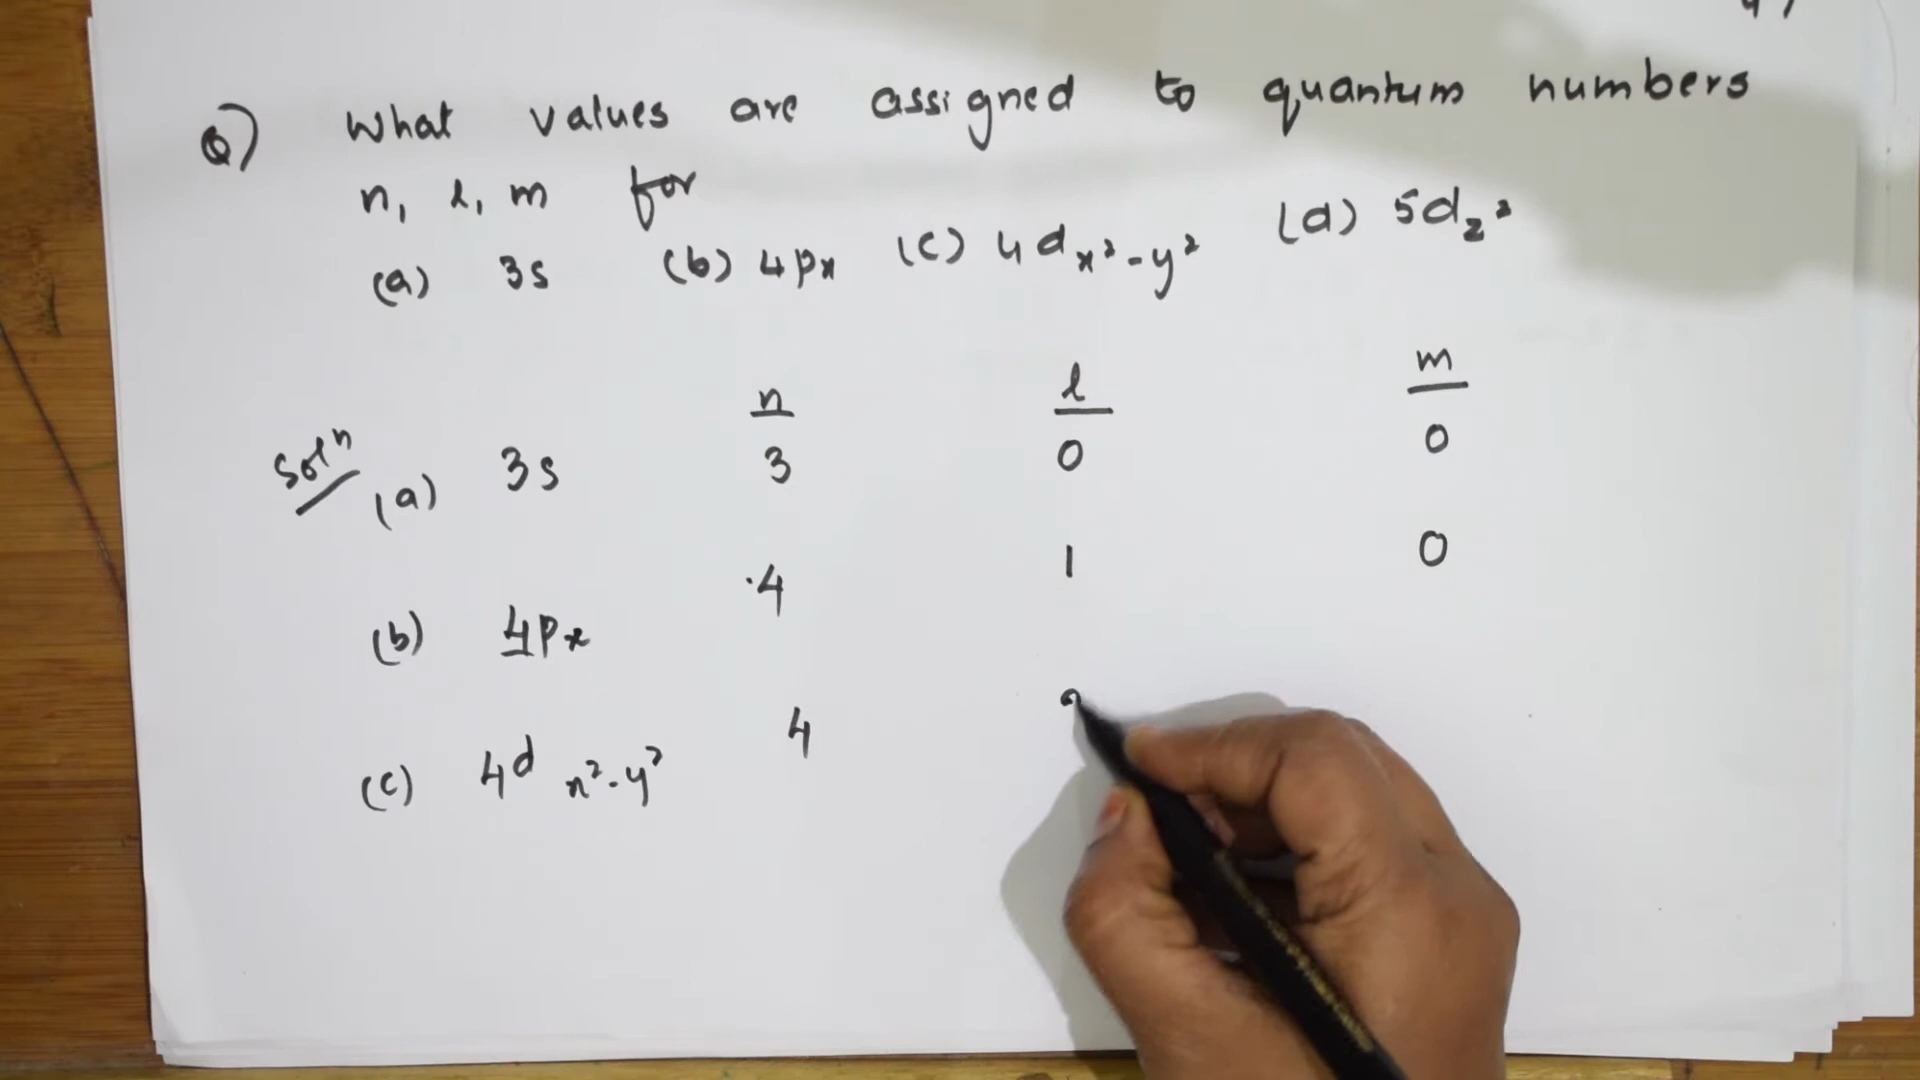 Q) What values are assigned to quantum numbers
n, l, m for
(a) 3s (b) 4px (c) 4dx²-y² (d) 5dz²
n l m
Solⁿ (a) 3s 3 0 0
(b) 4px 4 1 0
(c) 4d x²-y² 4